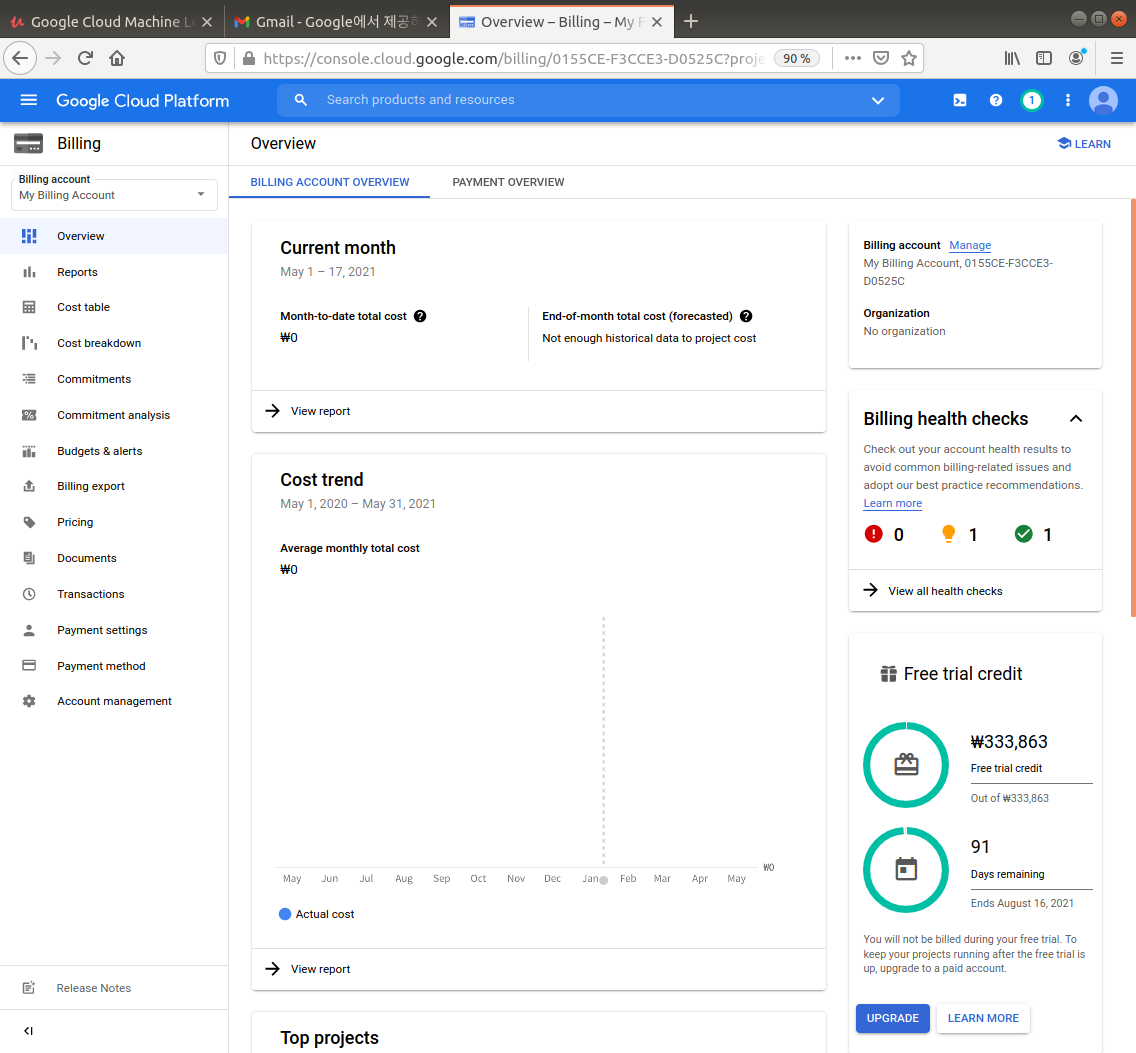 Google Cloud Machine Le
Gmail - Google에서 제공하
Overview – Billing – My F
https://console.cloud.google.com/billing/0155CE-F3CCE3-D0525C?proje
90 %
Google Cloud Platform
Search products and resources
1
Billing
Overview
LEARN
Billing account
My Billing Account
BILLING ACCOUNT OVERVIEW
PAYMENT OVERVIEW
Overview
Reports
Cost table
Cost breakdown
Commitments
Commitment analysis
Budgets & alerts
Billing export
Pricing
Documents
Transactions
Payment settings
Payment method
Account management
Release Notes
Current month
May 1 – 17, 2021
Month-to-date total cost
₩0
End-of-month total cost (forecasted)
Not enough historical data to project cost
View report
Cost trend
May 1, 2020 – May 31, 2021
Average monthly total cost
₩0
₩0
May Jun Jul Aug Sep Oct Nov Dec Jan Feb Mar Apr May
Actual cost
View report
Top projects
Billing account Manage
My Billing Account, 0155CE-F3CCE3-
D0525C
Organization
No organization
Billing health checks
Check out your account health results to
avoid common billing-related issues and
adopt our best practice recommendations.
Learn more
0 1 1
View all health checks
Free trial credit
₩333,863
Free trial credit
Out of ₩333,863
91
Days remaining
Ends August 16, 2021
You will not be billed during your free trial. To
keep your projects running after the free trial is
up, upgrade to a paid account.
UPGRADE
LEARN MORE